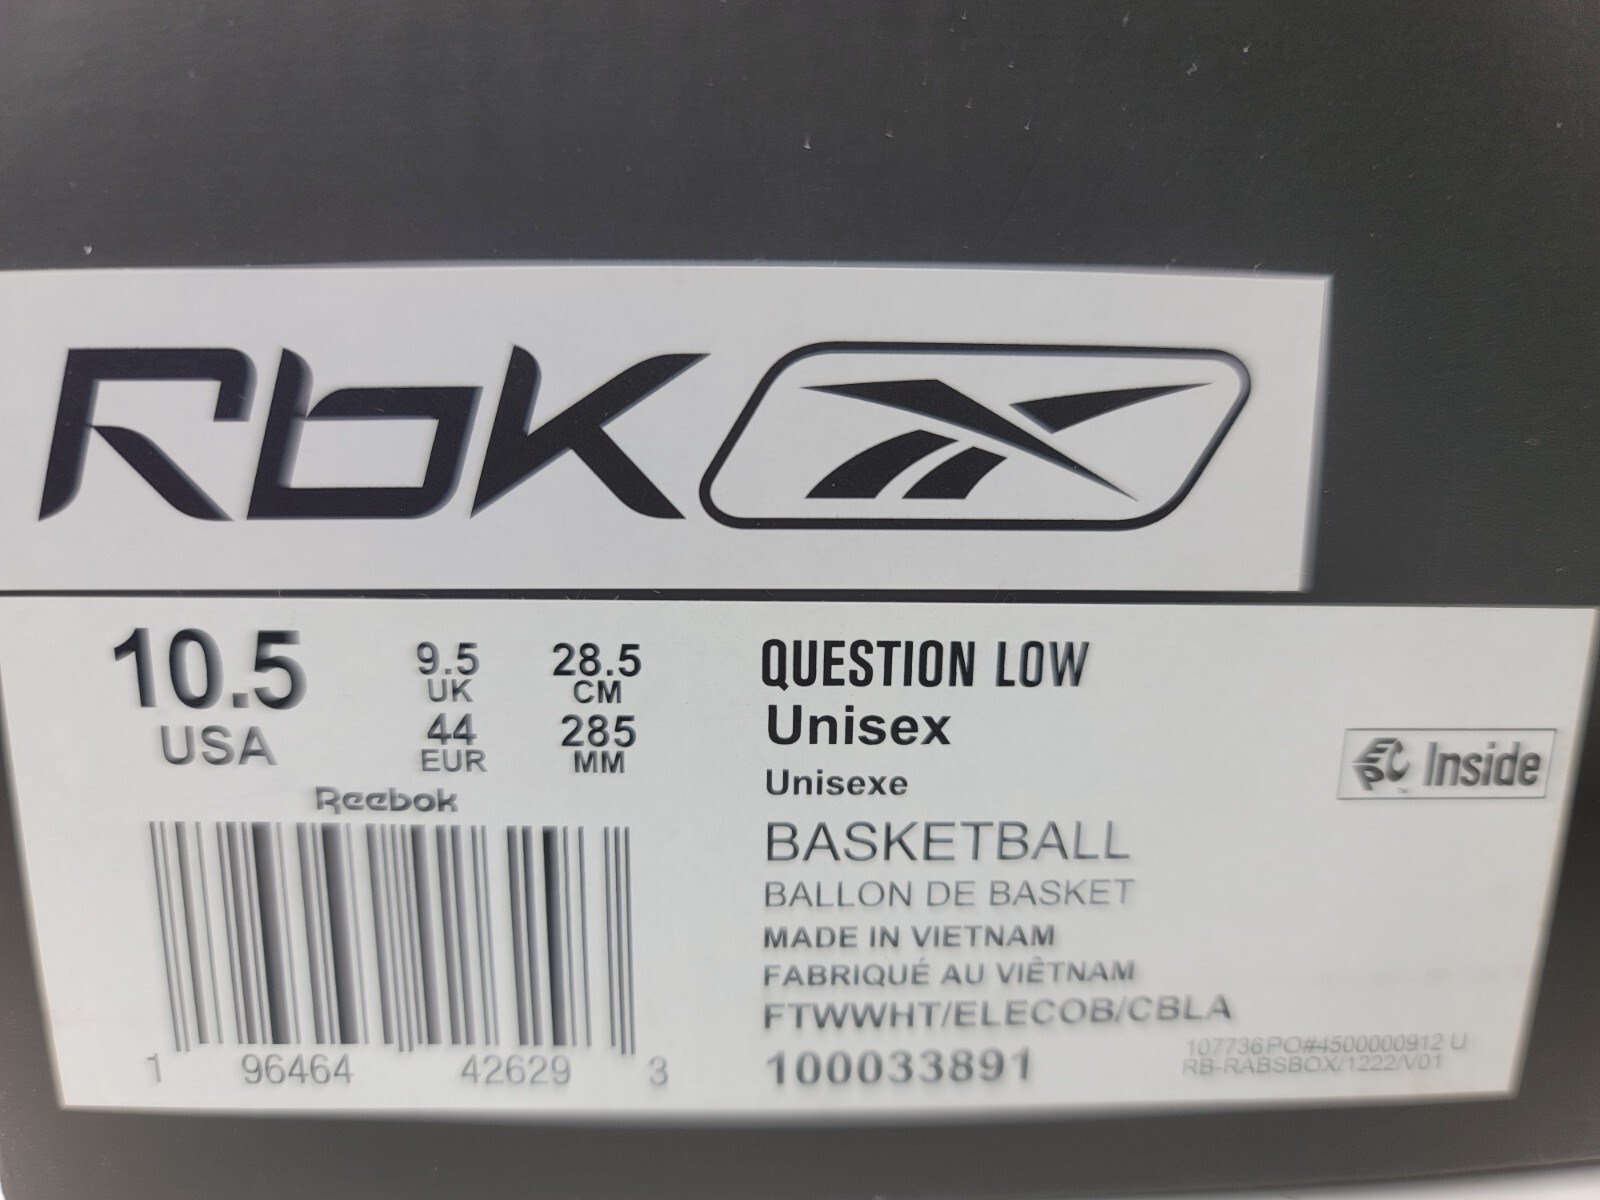 Rbk
10.5
USA
9.5
UK
28.5
CM
44
EUR
285
MM
Reebok
1 96464 42629 3
QUESTION LOW
Unisex
Unisexe
BASKETBALL
BALLON DE BASKET
MADE IN VIETNAM
FABRIQUÉ AU VIÊTNAM
FTWWHT/ELECOB/CBLA
100033891
Inside
107736PO#4500000912 U
RB-RABSBOX/1222/V01